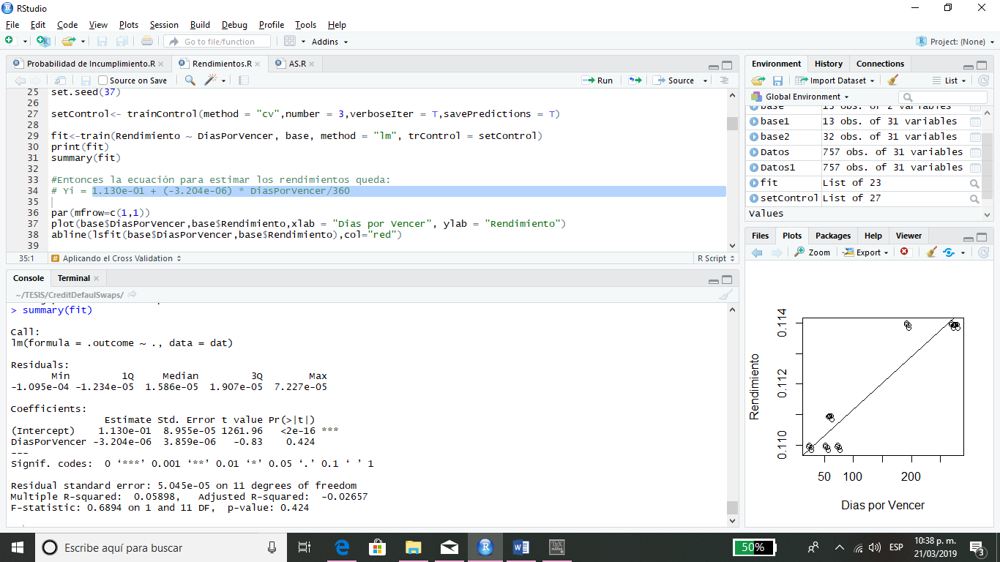 RStudio
File Edit Code View Plots Session Build Debug Profile Tools Help
Go to file/function Addins Project: (None)
Probabilidad de Incumplimiento.R Rendimientos.R AS.R
Source on Save Run Source
25 set.seed(37)
26
27 setControl<- trainControl(method = "cv",number = 3,verboseIter = T,savePredictions = T)
28
29 fit<-train(Rendimiento ~ DiasPorVencer, base, method = "lm", trControl = setControl)
30 print(fit)
31 summary(fit)
32
33 #Entonces la ecuación para estimar los rendimientos queda:
34 # Yi = 1.130e-01 + (-3.204e-06) * DiasPorVencer/360
35
36 par(mfrow=c(1,1))
37 plot(base$DiasPorVencer,base$Rendimiento,xlab = "Dias por Vencer", ylab = "Rendimiento")
38 abline(lsfit(base$DiasPorVencer,base$Rendimiento),col="red")
39
35:1 # Aplicando el Cross Validation R Script
Console Terminal
~/TESIS/CreditDefaulSwaps/
> summary(fit)
Call:
lm(formula = .outcome ~ ., data = dat)
Residuals:
Min 1Q Median 3Q Max
-1.095e-04 -1.234e-05 1.586e-05 1.907e-05 7.227e-05
Coefficients:
Estimate Std. Error t value Pr(>|t|)
(Intercept) 1.130e-01 8.955e-05 1261.96 <2e-16 ***
DiasPorVencer -3.204e-06 3.859e-06 -0.83 0.424
---
Signif. codes: 0 ‘***’ 0.001 ‘**’ 0.01 ‘*’ 0.05 ‘.’ 0.1 ‘ ’ 1
Residual standard error: 5.045e-05 on 11 degrees of freedom
Multiple R-squared: 0.05898, Adjusted R-squared: -0.02657
F-statistic: 0.6894 on 1 and 11 DF, p-value: 0.424
Environment History Connections
Import Dataset List
Global Environment
base 13 obs. of 2 variables
base1 13 obs. of 31 variables
base2 32 obs. of 31 variables
Datos 757 obs. of 31 variables
Datos1 757 obs. of 31 variables
fit List of 23
setControl List of 27
Values
Files Plots Packages Help Viewer
Zoom Export
Rendimiento
0.114
0.112
0.110
50 100 200
Dias por Vencer
Escribe aquí para buscar
50%
ESP
10:38 p. m.
21/03/2019
3